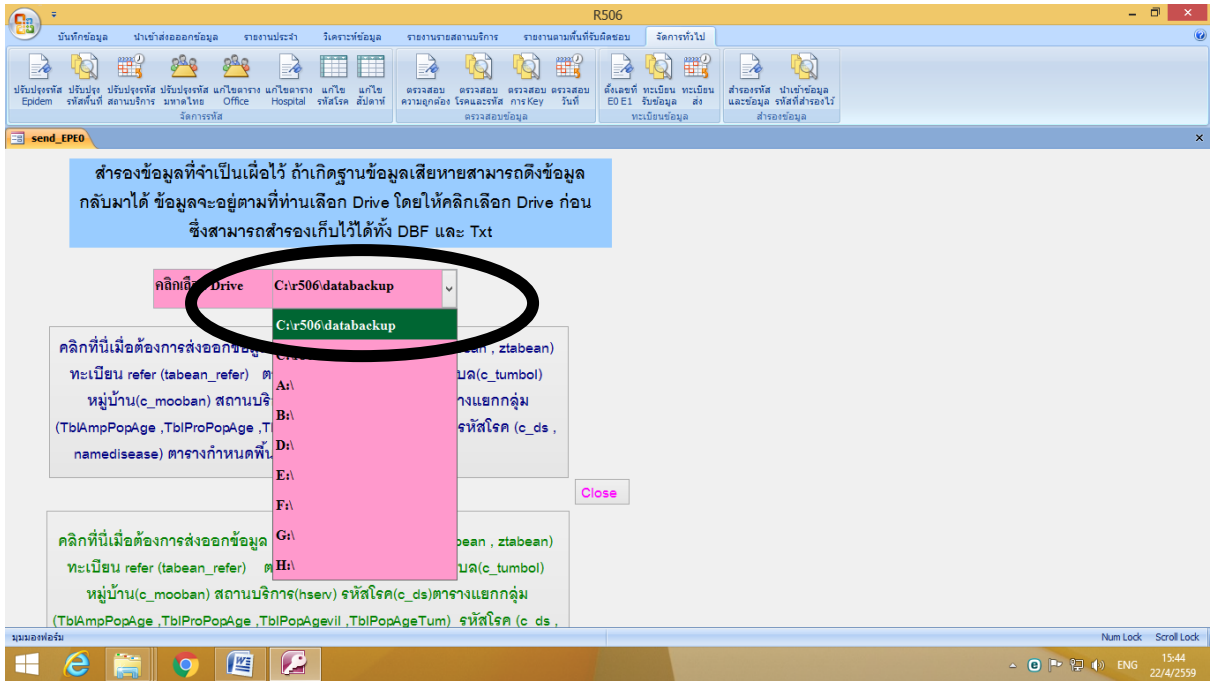 R506
บันทึกข้อมูล นำเข้าส่งออกข้อมูล รายงานประจำ วิเคราะห์ข้อมูล รายงานรายสถานบริการ รายงานตามพื้นที่รับผิดชอบ จัดการทั่วไป
ปรับปรุงรหัส ปรับปรุง ปรับปรุงรหัส ปรับปรุงรหัส แก้ไขตาราง แก้ไขตาราง แก้ไข แก้ไข ตรวจสอบ ตรวจสอบ ตรวจสอบ ตรวจสอบ ตั้งเลขที่ ทะเบียน ทะเบียน สำรองรหัส นำเข้าข้อมูล
Epidem รหัสพื้นที่ สถานบริการ มหาดไทย Office Hospital รหัสโรค สัปดาห์ ความถูกต้อง โรคและรหัส การKey วันที่ E0 E1 รับข้อมูล ส่ง และข้อมูล รหัสที่สำรองไว้
จัดการรหัส ตรวจสอบข้อมูล ทะเบียนข้อมูล สำรองข้อมูล
send_EPE0
สำรองข้อมูลที่จำเป็นเผื่อไว้ ถ้าเกิดฐานข้อมูลเสียหายสามารถดึงข้อมูล
กลับมาได้ ข้อมูลจะอยู่ตามที่ท่านเลือก Drive โดยให้คลิกเลือก Drive ก่อน
ซึ่งสามารถสำรองเก็บไว้ได้ทั้ง DBF และ Txt
Drive C:\r506\databackup
C:\r506\databackup
A:\
B:\
D:\
E:\
F:\
G:\
H:\
คลิกที่นี่เมื่อต้องการส่งออกข้อมูล , ztabean)
ทะเบียน refer (tabean_refer) (c_tumbol)
หมู่บ้าน(c_mooban) างแยกกลุ่ม
(TblAmpPopAge ,TblProPopAge , รหัสโรค (c_ds ,
namedisease) ตารางกำหนดพื้น
Close
คลิกที่นี่เมื่อต้องการส่งออกข้อมูล , ztabean)
ทะเบียน refer (tabean_refer) (c_tumbol)
หมู่บ้าน(c_mooban) สถานบริการ(hserv) รหัสโรค(c_ds)ตารางแยกกลุ่ม
(TblAmpPopAge ,TblProPopAge ,TblPopAgevil ,TblPopAgeTum) รหัสโรค (c_ds ,
มุมมองฟอร์ม Num Lock Scroll Lock
ENG 15:44
22/4/2559